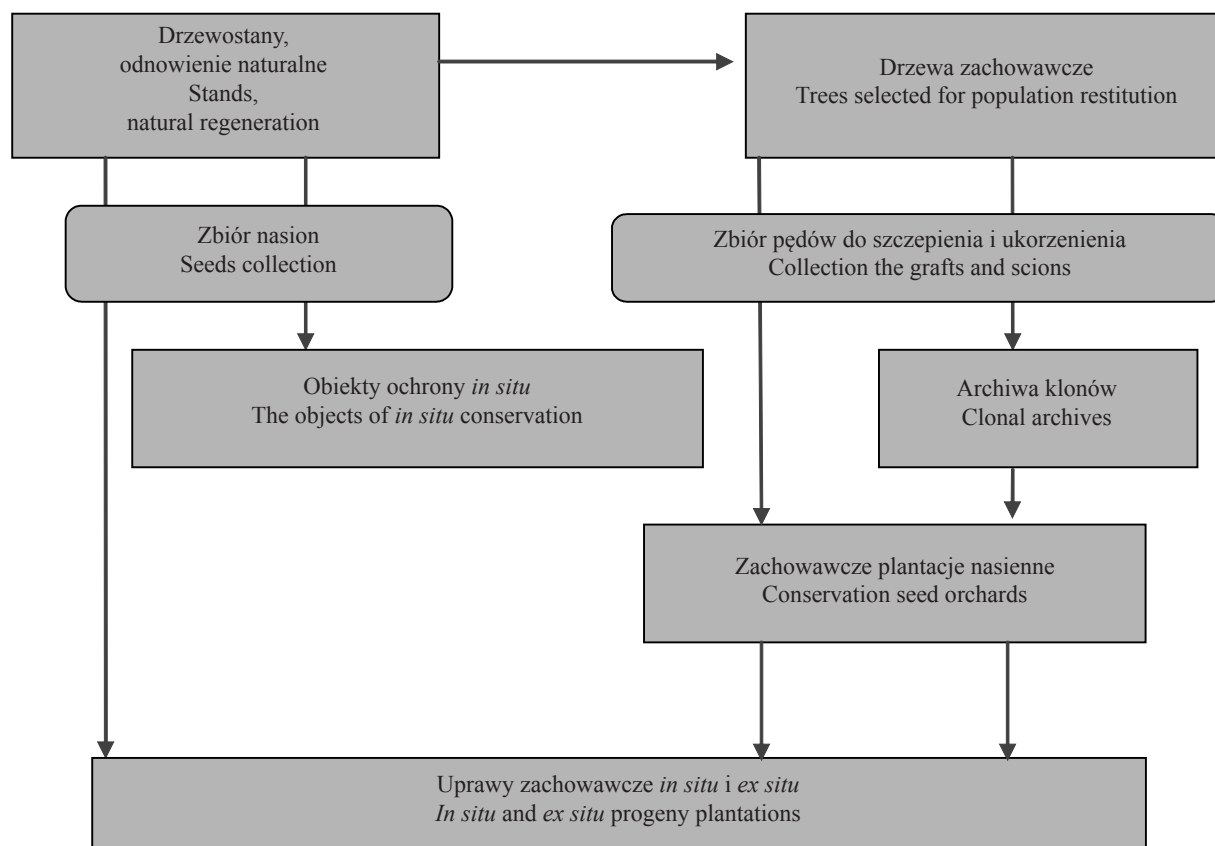 Drzewostany,
odnowienie naturalne
Stands,
natural regeneration
Drzewa zachowawcze
Trees selected for population restitution
Zbiór nasion
Seeds collection
Zbiór pędów do szczepienia i ukorzenienia
Collection the grafts and scions
Obiekty ochrony in situ
The objects of in situ conservation
Archiwa klonów
Clonal archives
Zachowawcze plantacje nasienne
Conservation seed orchards
Uprawy zachowawcze in situ i ex situ
In situ and ex situ progeny plantations